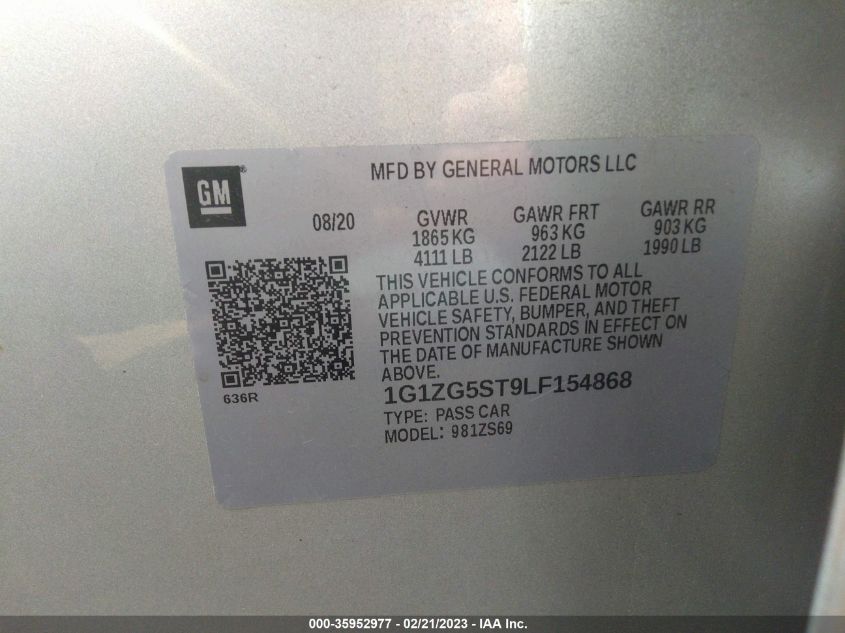 MFD BY GENERAL MOTORS LLC
GM®
08/20
GVWR GAWR FRT GAWR RR
1865 KG 963 KG 903 KG
4111 LB 2122 LB 1990 LB
THIS VEHICLE CONFORMS TO ALL
APPLICABLE U.S. FEDERAL MOTOR
VEHICLE SAFETY, BUMPER, AND THEFT
PREVENTION STANDARDS IN EFFECT ON
THE DATE OF MANUFACTURE SHOWN
ABOVE.
636R
1G1ZG5ST9LF154868
TYPE: PASS CAR
MODEL: 981ZS69
000-35952977 - 02/21/2023 - IAA Inc.